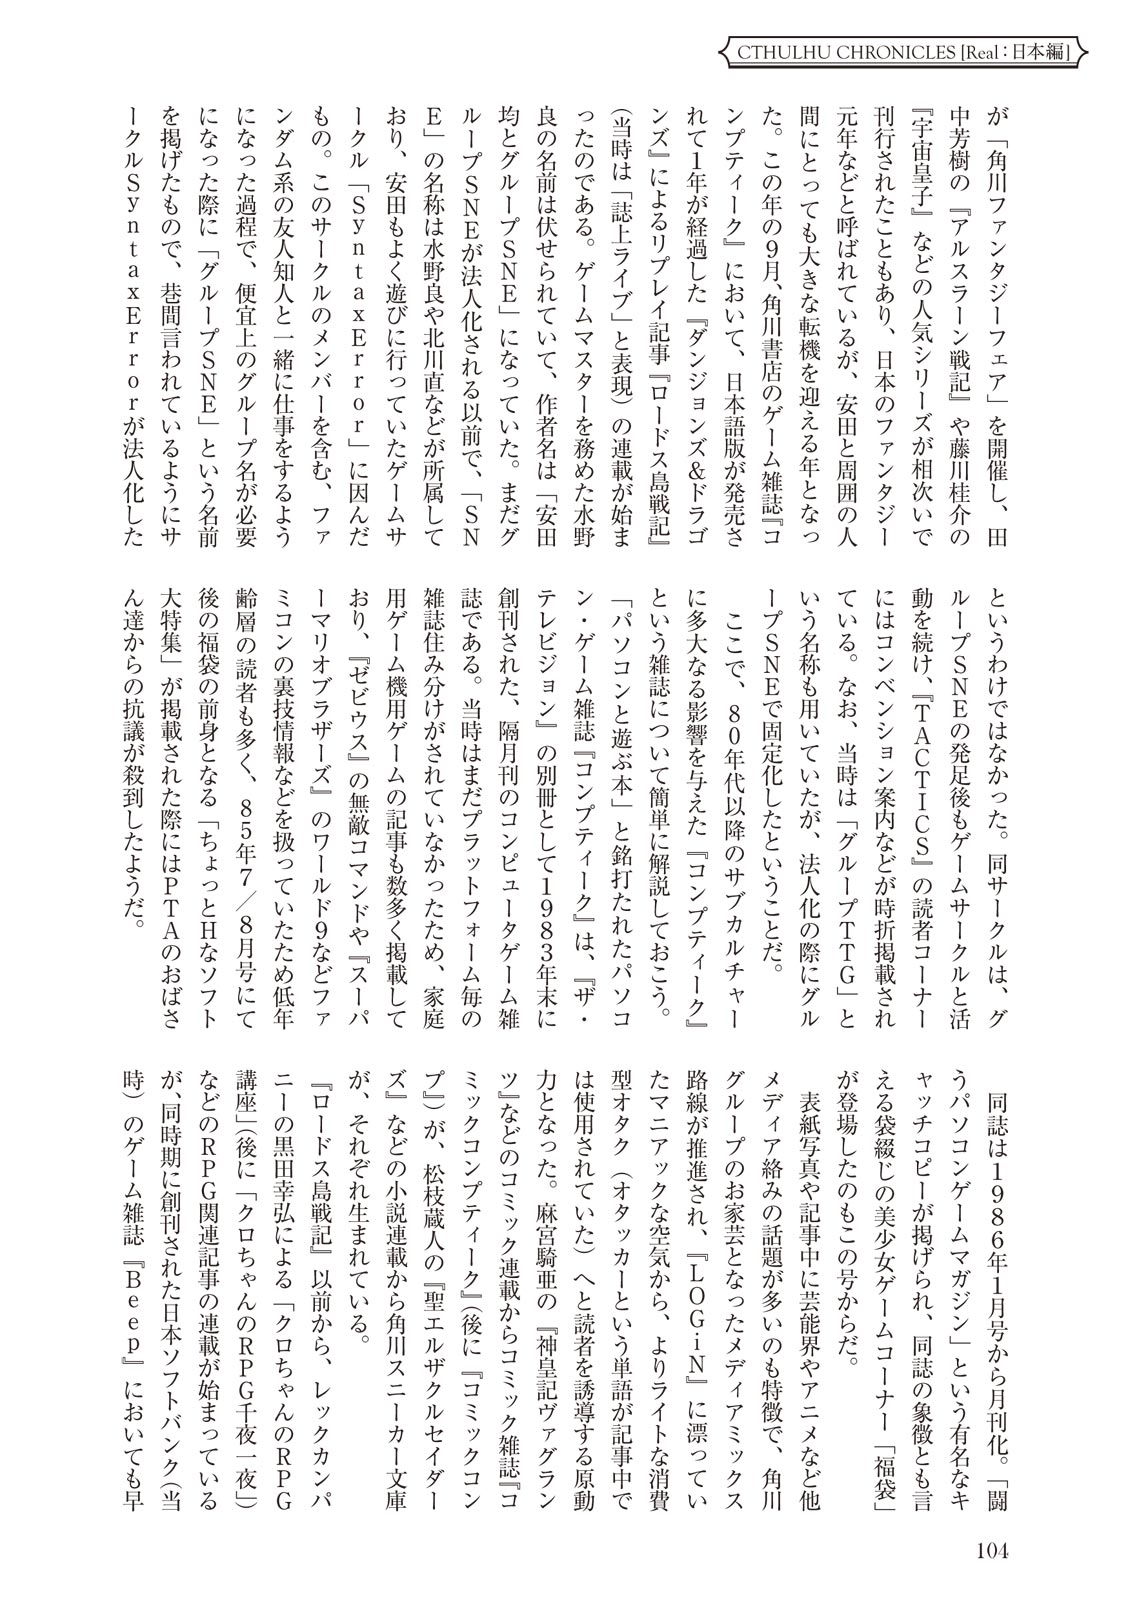 CTHULHU CHRONICLES [Real:日本編]
が「角川ファンタジーフェア」を開催し、田
中芳樹の『アルスラーン戦記』や藤川桂介の
『宇宙皇子』などの人気シリーズが相次いで
刊行されたこともあり、日本のファンタジー
元年などと呼ばれているが、安田と周囲の人
間にとっても大きな転機を迎える年となっ
た。この年の9月、角川書店のゲーム雑誌『コ
ンプティーク』において、日本語版が発売さ
れて1年が経過した『ダンジョンズ&ドラゴ
ンズ』によるリプレイ記事『ロードス島戦記』
(当時は「誌上ライブ」と表現)の連載が始ま
ったのである。ゲームマスターを務めた水野
良の名前は伏せられていて、作者名は「安田
均とグループSNE」になっていた。まだグ
ループSNEが法人化される以前で、「SN
E」の名称は水野良や北川直などが所属して
おり、安田もよく遊びに行っていたゲームサ
ークル「SyntaxError」に因んだ
もの。このサークルのメンバーを含む、ファ
ンダム系の友人知人と一緒に仕事をするよう
になった過程で、便宜上のグループ名が必要
になった際に「グループSNE」という名前
を掲げたもので、巷間言われているようにサ
ークルSyntaxErrorが法人化した
というわけではなかった。同サークルは、グ
ループSNEの発足後もゲームサークルと活
動を続け、『TACTICS』の読者コーナー
にはコンベンション案内などが時折掲載され
ている。なお、当時は「グループTTG」と
いう名称も用いていたが、法人化の際にグル
ープSNEで固定化したということだ。
ここで、80年代以降のサブカルチャー
に多大なる影響を与えた『コンプティーク』
という雑誌について簡単に解説しておこう。
「パソコンと遊ぶ本」と銘打たれたパソコ
ン・ゲーム雑誌『コンプティーク』は、『ザ・
テレビジョン』の別冊として1983年末に
創刊された、隔月刊のコンピュータゲーム雑
誌である。当時はまだプラットフォーム毎の
雑誌住み分けがされていなかったため、家庭
用ゲーム機用ゲームの記事も数多く掲載して
おり、『ゼビウス』の無敵コマンドや『スーパ
ーマリオブラザーズ』のワールド9などファ
ミコンの裏技情報などを扱っていたため低年
齢層の読者も多く、85年7/8月号にて
後の福袋の前身となる「ちょっとHなソフト
大特集」が掲載された際にはPTAのおばさ
ん達からの抗議が殺到したようだ。
同誌は1986年1月号から月刊化。「闘
うパソコンゲームマガジン」という有名なキ
ャッチコピーが掲げられ、同誌の象徴とも言
える袋綴じの美少女ゲームコーナー「福袋」
が登場したのもこの号からだ。
表紙写真や記事中に芸能界やアニメなど他
メディア絡みの話題が多いのも特徴で、角川
グループのお家芸となったメディアミックス
路線が推進され、『LOGiN』に漂ってい
たマニアックな空気から、よりライトな消費
型オタク(オタッカーという単語が記事中で
は使用されていた)へと読者を誘導する原動
力となった。麻宮騎亜の『神皇記ヴァグラン
ツ』などのコミック連載からコミック雑誌『コ
ミックコンプティーク』(後に『コミックコン
プ』)が、松枝蔵人の『聖エルザクルセイダー
ズ』などの小説連載から角川スニーカー文庫
が、それぞれ生まれている。
『ロードス島戦記』以前から、レックカンパ
ニーの黒田幸弘による「クロちゃんのRPG
講座」(後に「クロちゃんのRPG千夜一夜」)
などのRPG関連記事の連載が始まっている
が、同時期に創刊された日本ソフトバンク(当
時)のゲーム雑誌『Beep』においても早
104